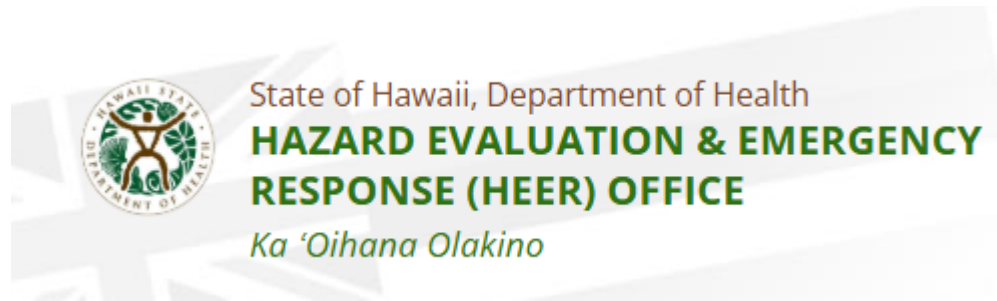 State of Hawaii, Department of Health
HAZARD EVALUATION & EMERGENCY
RESPONSE (HEER) OFFICE
Ka ʻOihana Olakino
HAWAII STATE
DEPARTMENT OF HEALTH